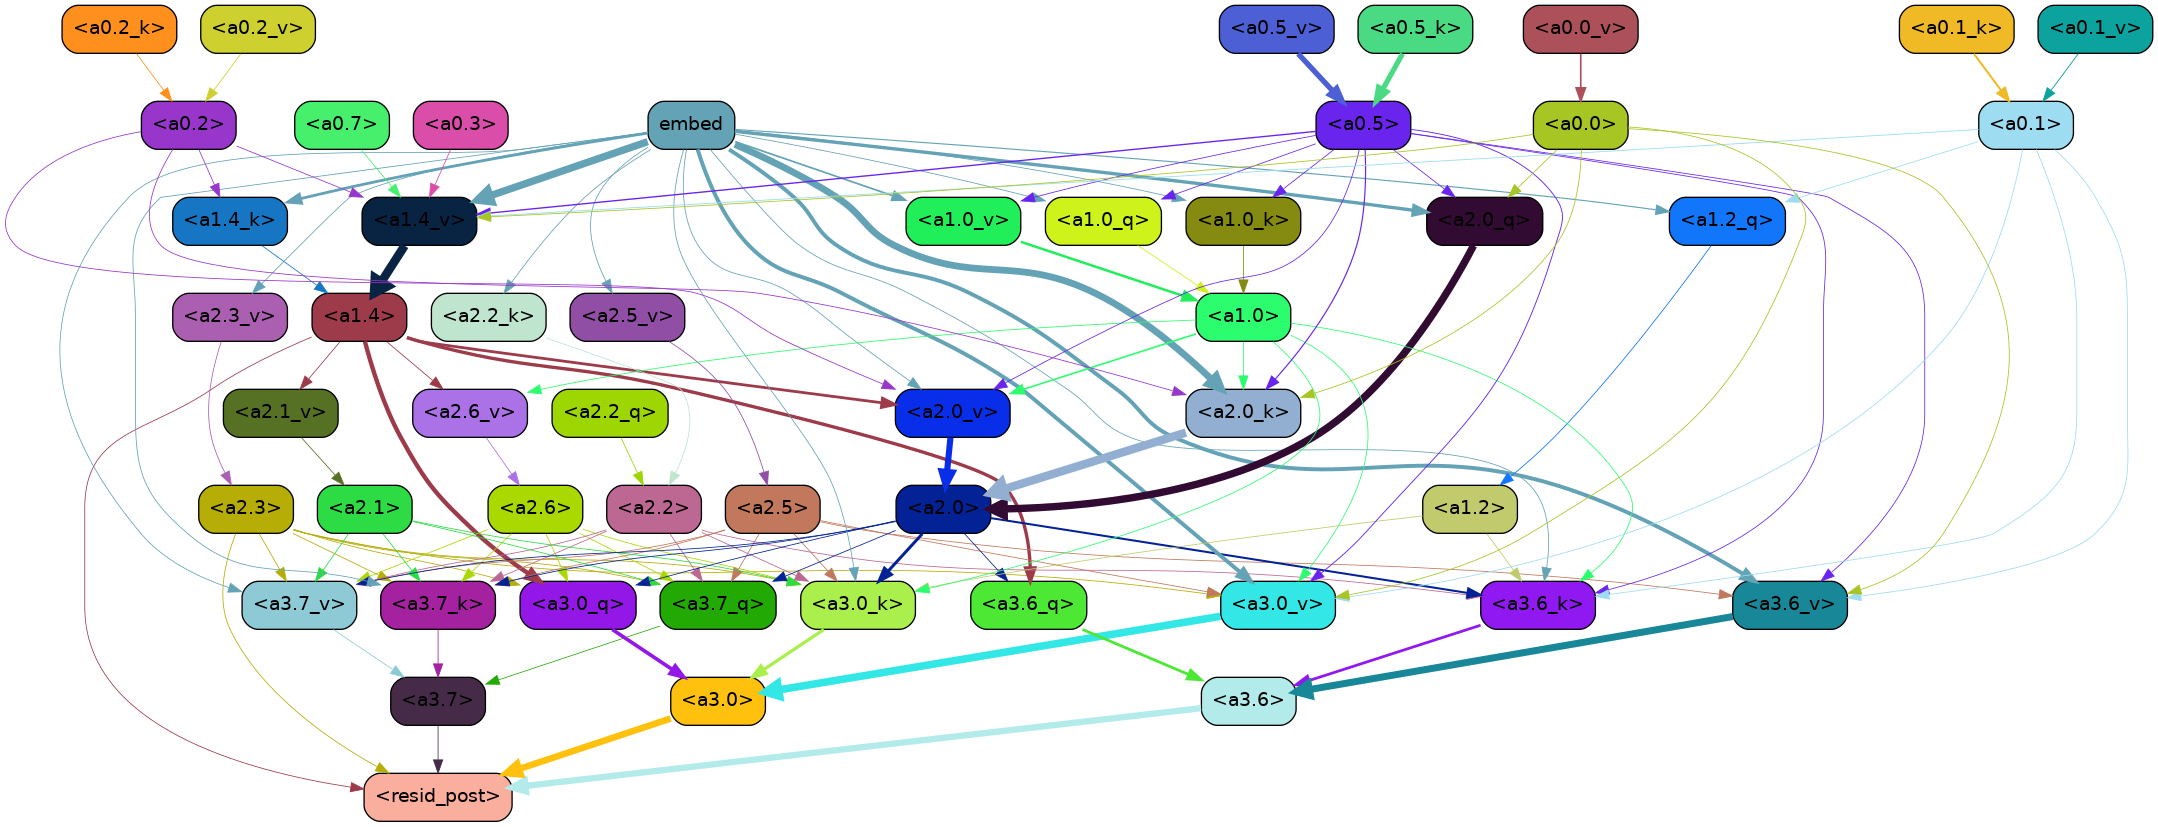 <a0.2_k> <a0.2_v> <a0.5_v> <a0.5_k> <a0.0_v> <a0.1_k> <a0.1_v>
<a0.2> <a0.7> <a0.3> embed <a0.5> <a0.0> <a0.1>
<a1.4_k> <a1.4_v> <a1.0_v> <a1.0_q> <a1.0_k> <a2.0_q> <a1.2_q>
<a2.3_v> <a1.4> <a2.2_k> <a2.5_v> <a1.0>
<a2.1_v> <a2.6_v> <a2.2_q> <a2.0_v> <a2.0_k>
<a2.3> <a2.1> <a2.6> <a2.2> <a2.5> <a2.0> <a1.2>
<a3.7_v> <a3.7_k> <a3.0_q> <a3.7_q> <a3.0_k> <a3.6_q> <a3.0_v> <a3.6_k> <a3.6_v>
<a3.7> <a3.0> <a3.6>
<resid_post>